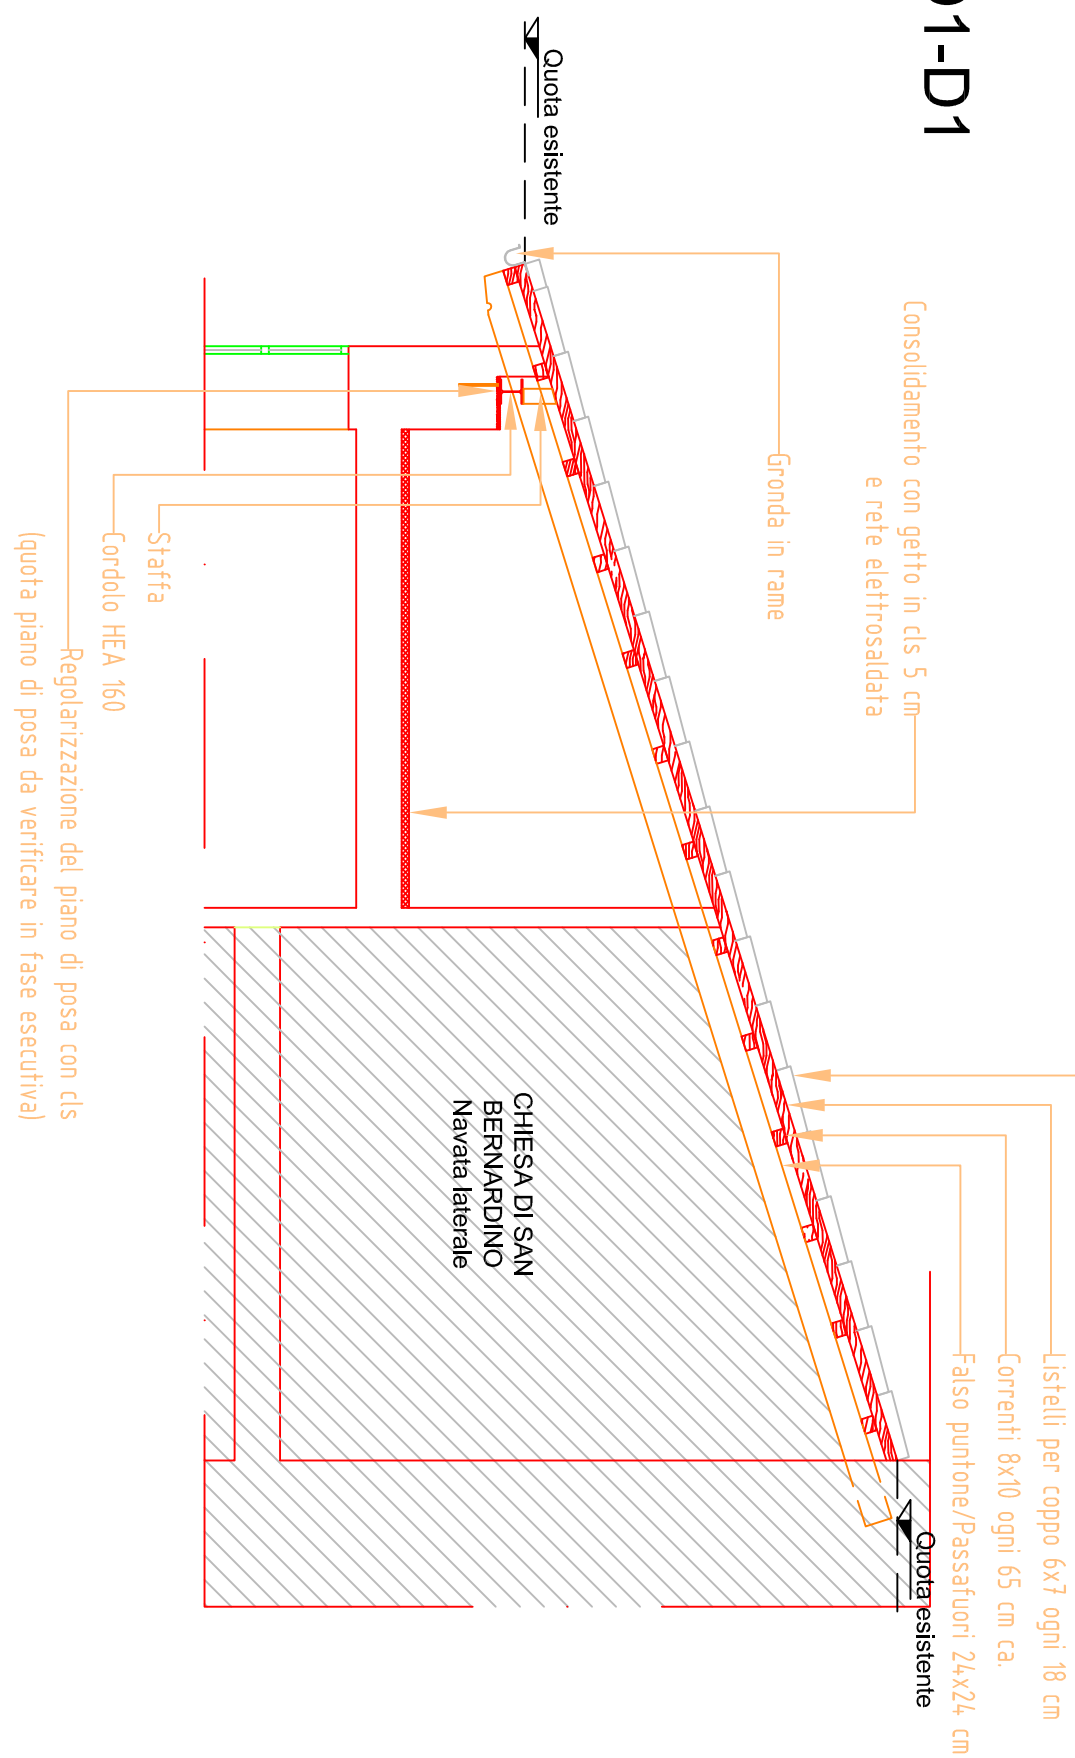 D1-D1
Quota esistente
Consolidamento con getto in cls 5 cm
e rete elettrosaldata
Gronda in rame
Staffa
Cordolo HEA 160
Regolarizzazione del piano di posa con cls
(quota piano di posa da verificare in fase esecutiva)
CHIESA DI SAN
BERNARDINO
Navata laterale
Listelli per coppo 6x7 ogni 18 cm
Correnti 8x10 ogni 65 cm ca.
Falso puntone/Passafuori 24x24 cm
Quota esistente